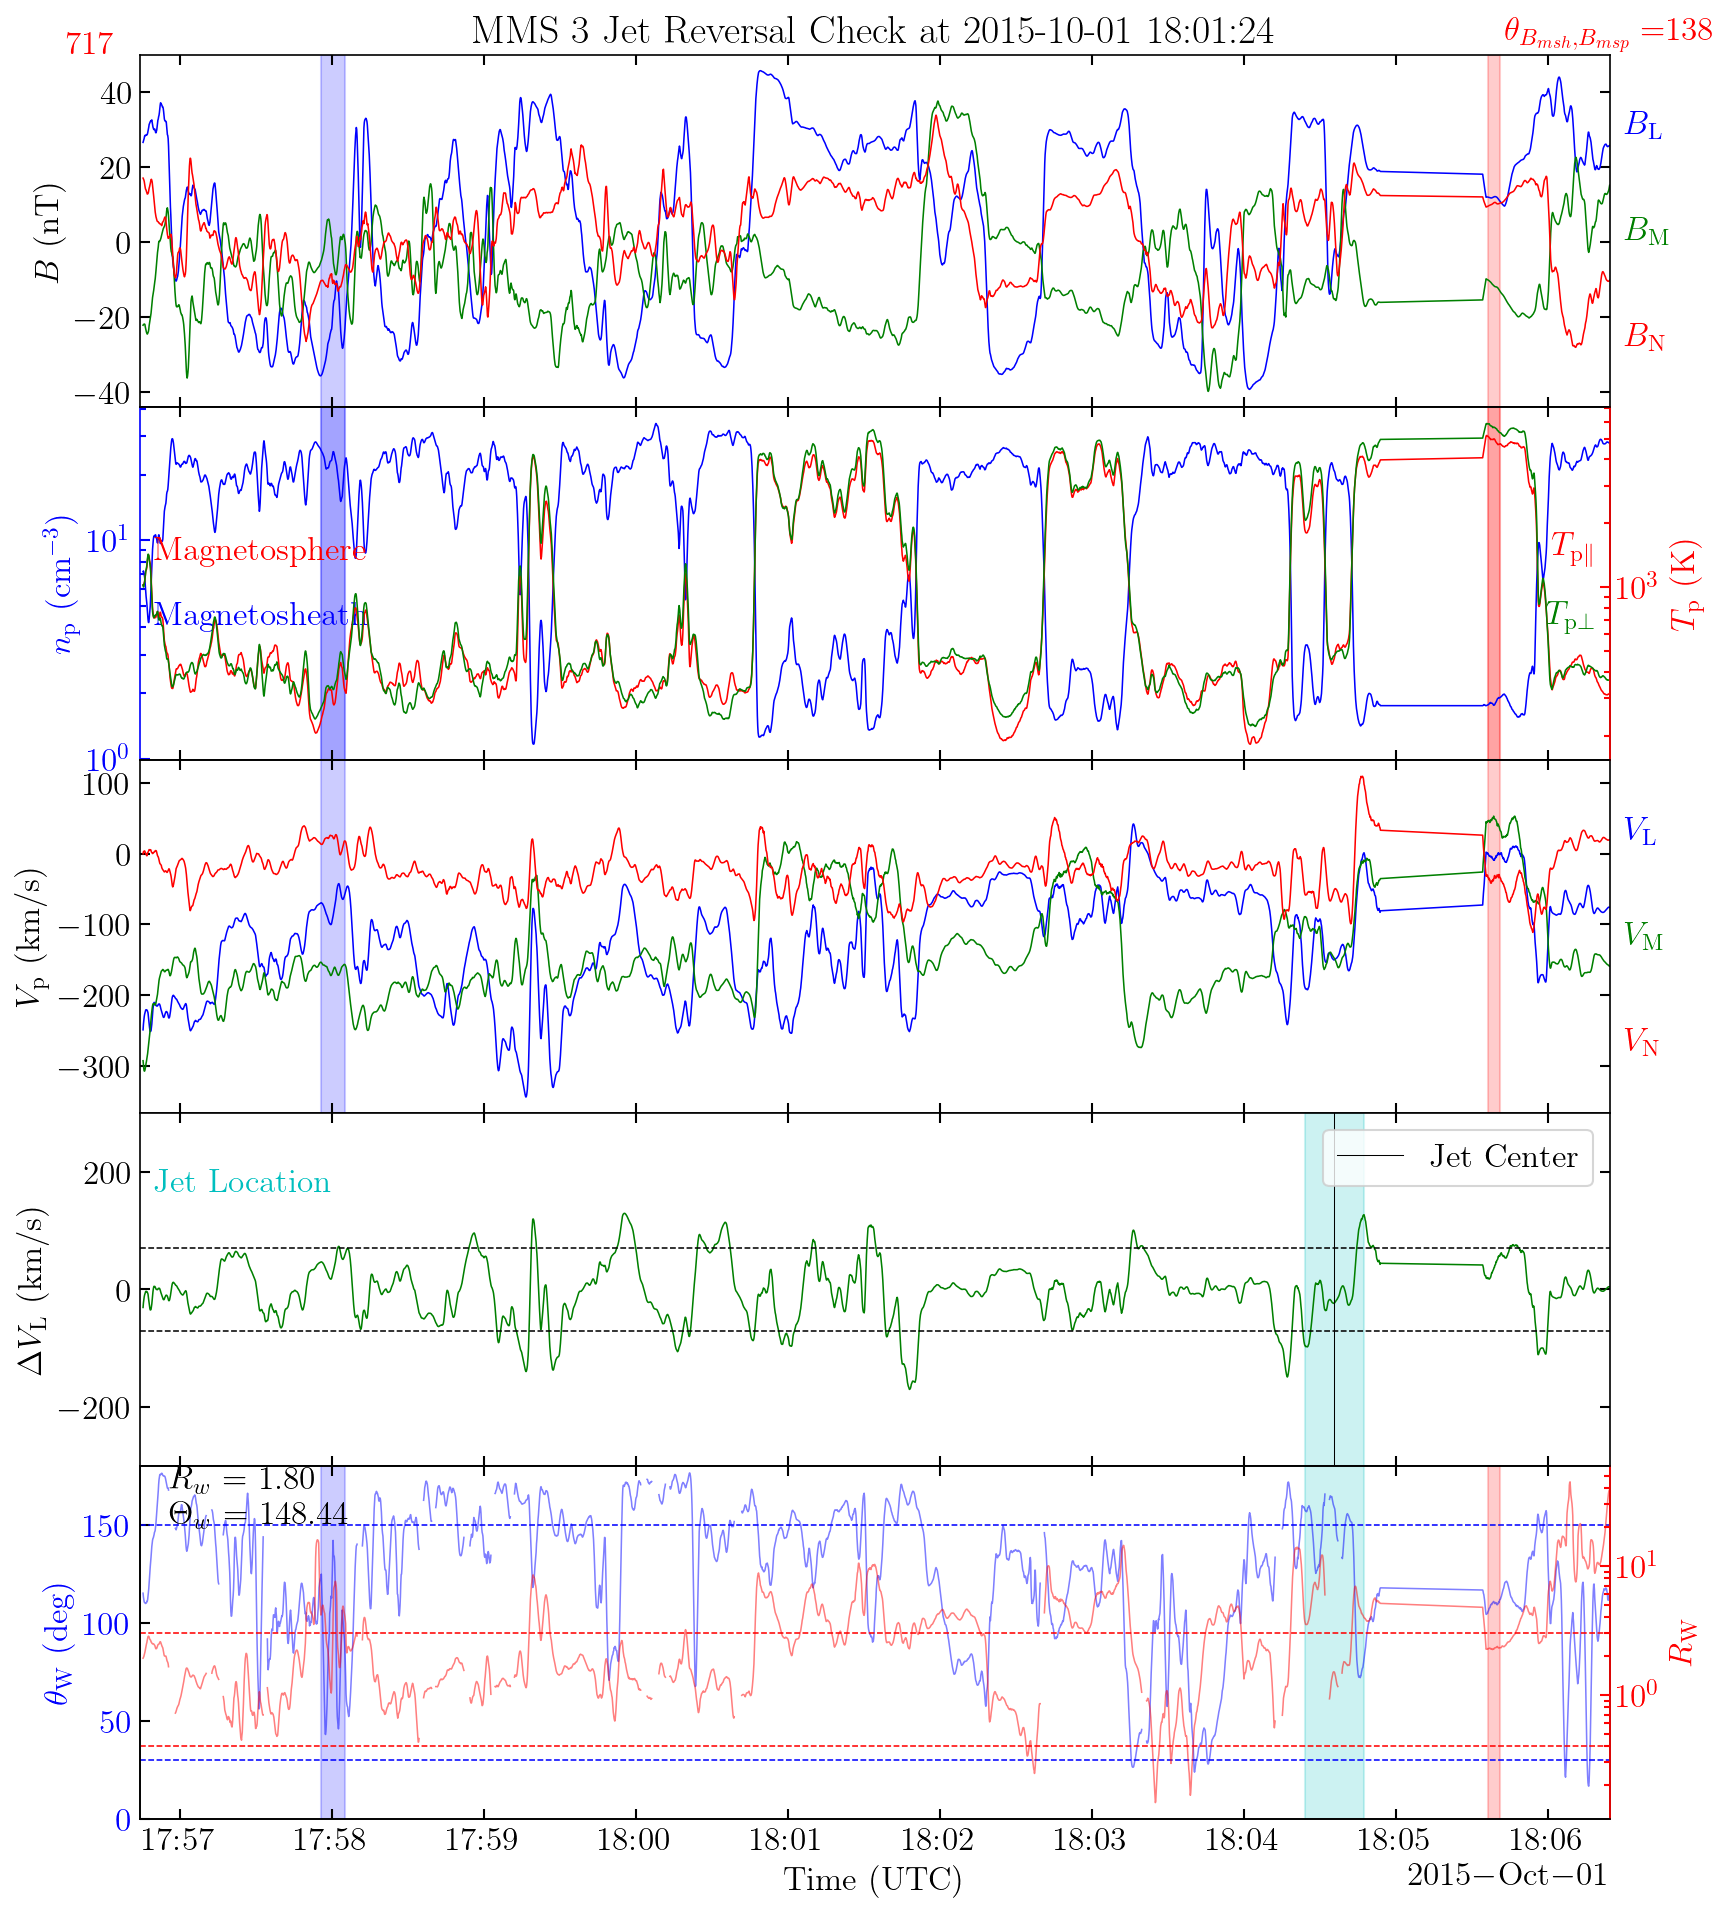 MMS 3 Jet Reversal Check at 2015-10-01 18:01:24
717
θ_{B_{msh},B_{msp}} =138
B (nT)
40
20
0
−20
−40
B_L
B_M
B_N
n_p (cm^{−3})
10^1
10^0
Magnetosphere
Magnetosheath
T_{p∥}
T_{p⊥}
10^3
T_p (K)
V_p (km/s)
100
0
−100
−200
−300
V_L
V_M
V_N
ΔV_L (km/s)
200
0
−200
Jet Location
Jet Center
R_w = 1.80
Θ_w = 148.44
θ_W (deg)
150
100
50
0
10^1
10^0
R_W
17:57 17:58 17:59 18:00 18:01 18:02 18:03 18:04 18:05 18:06
Time (UTC)
2015−Oct−01